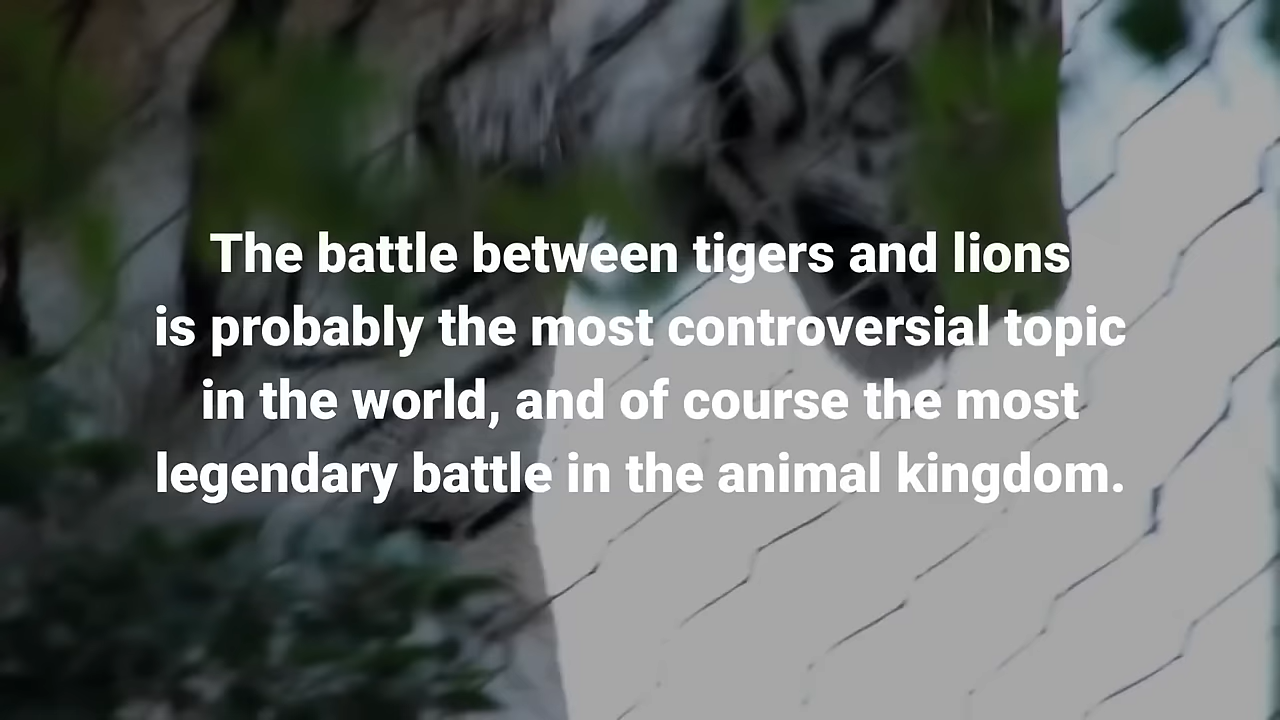 The battle between tigers and lions
is probably the most controversial topic
in the world, and of course the most
legendary battle in the animal kingdom.